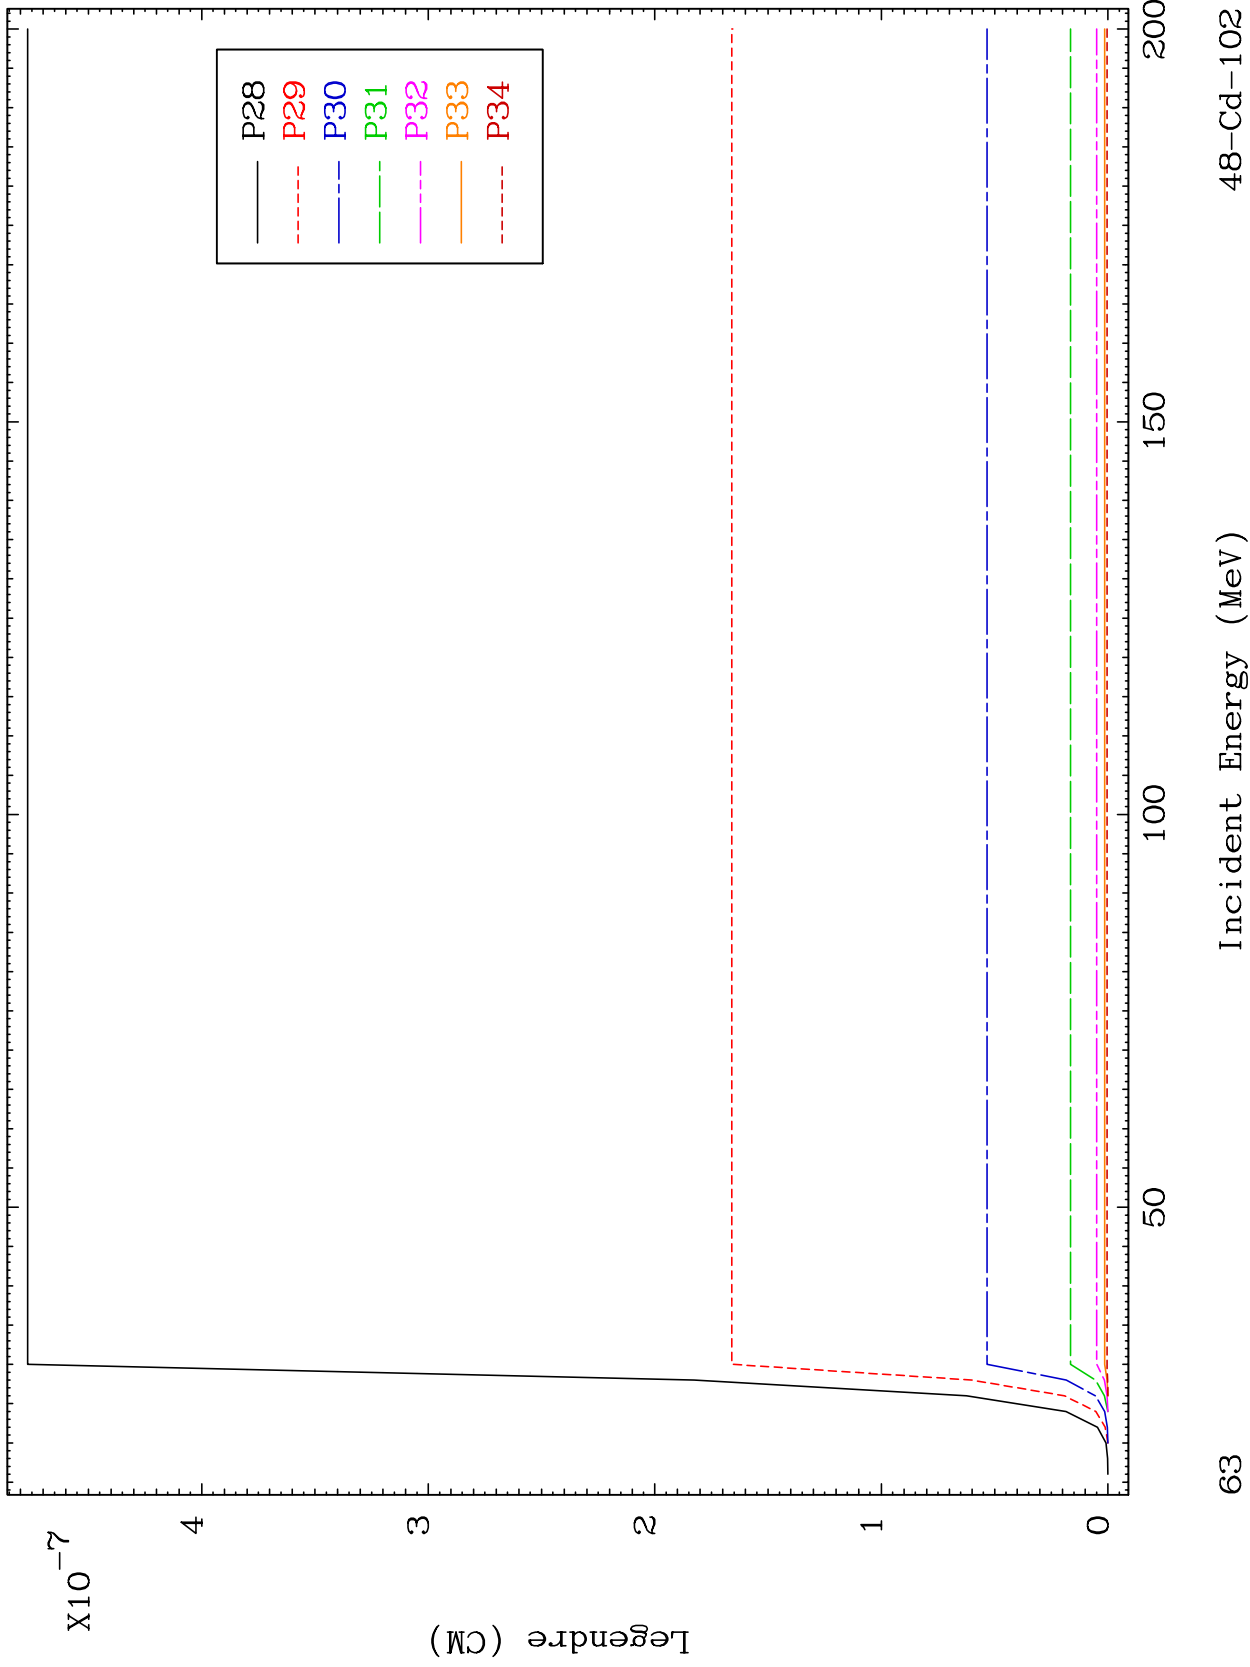 X10-7
Legendre (CM)
4
3
2
1
0
P28
P29
P30
P31
P32
P33
P34
50
100
150
200
63
Incident Energy (MeV)
48-Cd-102